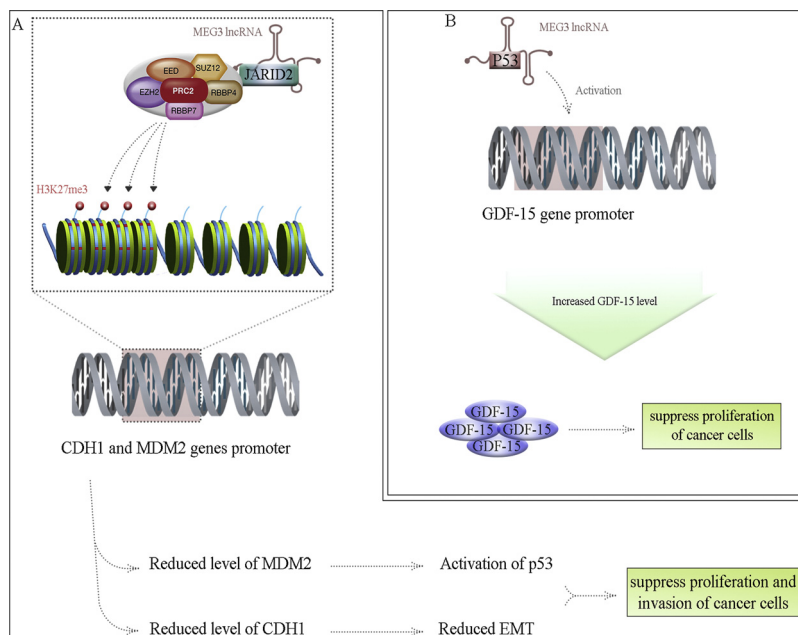 A
MEG3 lncRNA
EED
SUZ12
JARID2
EZH2
PRC2
RBBP4
RBBP7
H3K27me3
CDH1 and MDM2 genes promoter
Reduced level of MDM2
Activation of p53
Reduced level of CDH1
Reduced EMT
suppress proliferation and
invasion of cancer cells
B
MEG3 lncRNA
P53
Activation
GDF-15 gene promoter
Increased GDF-15 level
GDF-15
GDF-15
GDF-15
GDF-15
suppress proliferation
of cancer cells